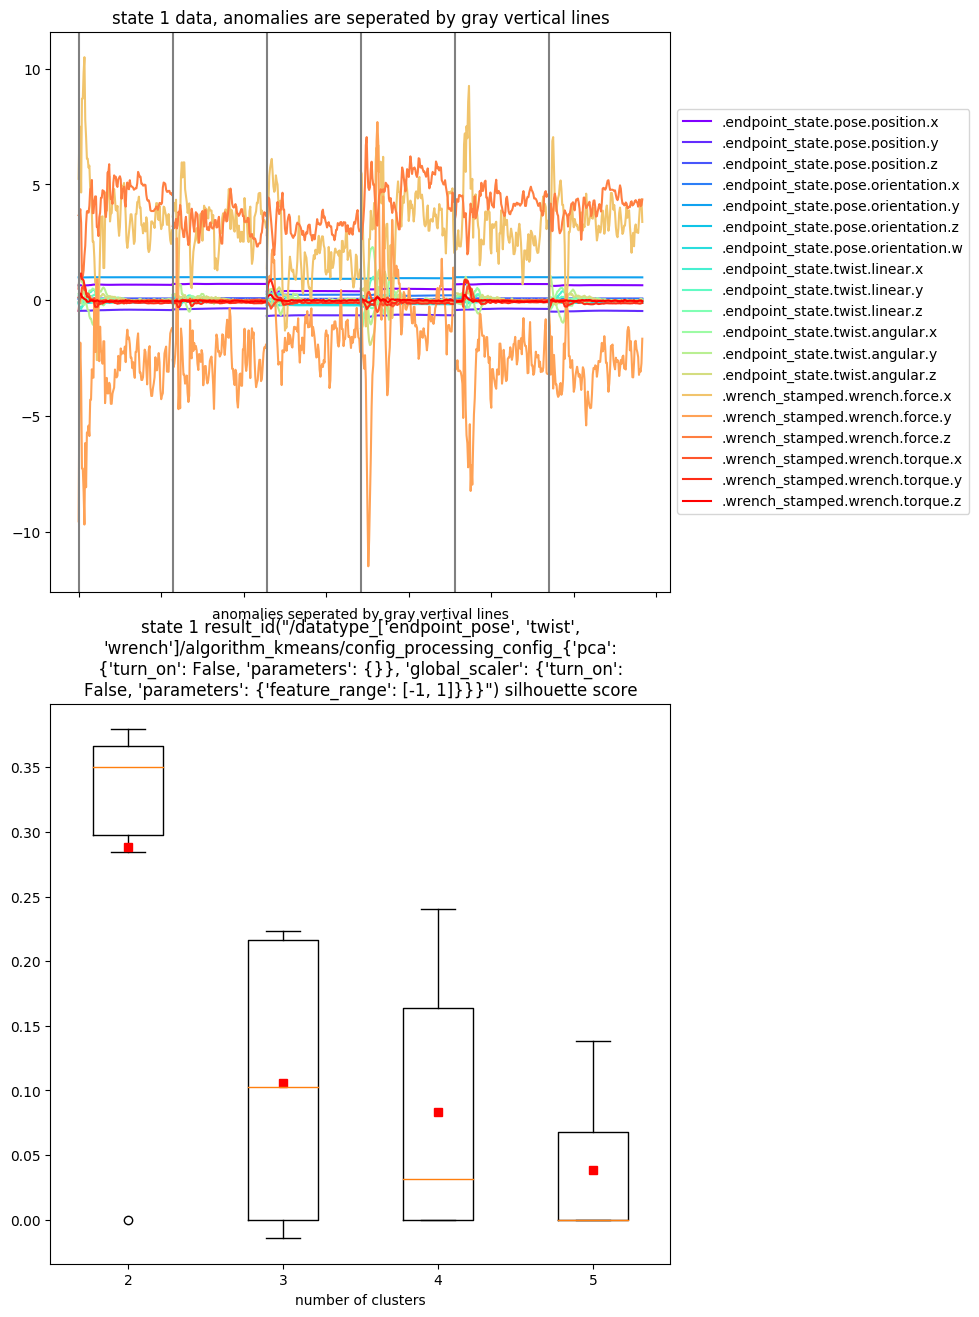 state 1 data, anomalies are seperated by gray vertical lines
10
5
0
−5
−10
.endpoint_state.pose.position.x
.endpoint_state.pose.position.y
.endpoint_state.pose.position.z
.endpoint_state.pose.orientation.x
.endpoint_state.pose.orientation.y
.endpoint_state.pose.orientation.z
.endpoint_state.pose.orientation.w
.endpoint_state.twist.linear.x
.endpoint_state.twist.linear.y
.endpoint_state.twist.linear.z
.endpoint_state.twist.angular.x
.endpoint_state.twist.angular.y
.endpoint_state.twist.angular.z
.wrench_stamped.wrench.force.x
.wrench_stamped.wrench.force.y
.wrench_stamped.wrench.force.z
.wrench_stamped.wrench.torque.x
.wrench_stamped.wrench.torque.y
.wrench_stamped.wrench.torque.z
anomalies seperated by gray vertival lines
state 1 result_id("/datatype_['endpoint_pose', 'twist',
'wrench']/algorithm_kmeans/config_processing_config_{'pca':
{'turn_on': False, 'parameters': {}}, 'global_scaler': {'turn_on':
False, 'parameters': {'feature_range': [-1, 1]}}}") silhouette score
0.35
0.30
0.25
0.20
0.15
0.10
0.05
0.00
2
3
4
5
number of clusters